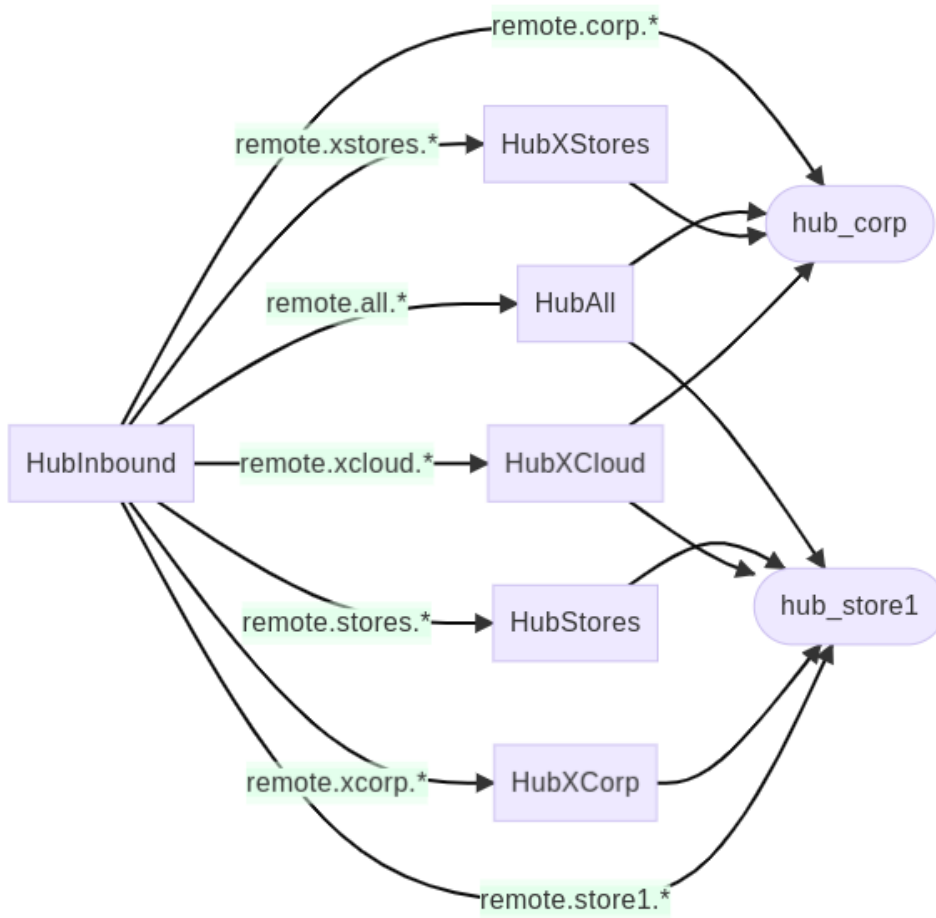 remote.corp.*
remote.xstores.*
HubXStores
hub_corp
remote.all.*
HubAll
HubInbound
remote.xcloud.*
HubXCloud
hub_store1
remote.stores.*
HubStores
remote.xcorp.*
HubXCorp
remote.store1.*